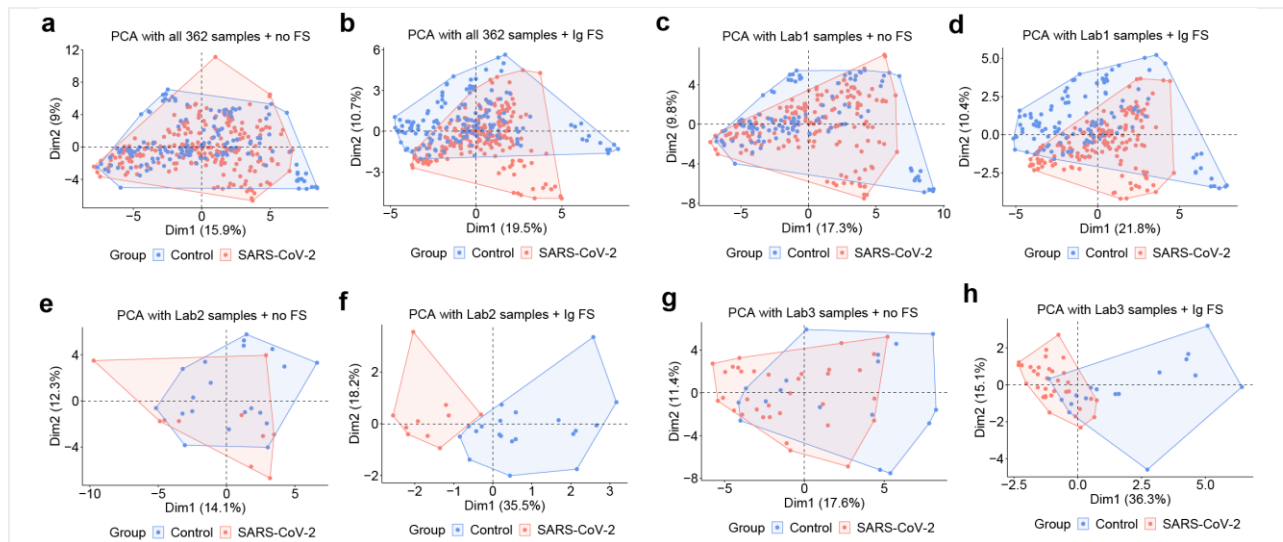 a
PCA with all 362 samples + no FS
12
8
4
0
−4
Dim2 (9%)
−5
0
5
Dim1 (15.9%)
Group Control SARS-CoV-2
b
PCA with all 362 samples + Ig FS
6
3
0
−3
Dim2 (10.7%)
−5
0
5
Dim1 (19.5%)
Group Control SARS-CoV-2
c
PCA with Lab1 samples + no FS
8
4
0
−4
−8
Dim2 (9.8%)
−5
0
5
10
Dim1 (17.3%)
Group Control SARS-CoV-2
d
PCA with Lab1 samples + Ig FS
5.0
2.5
0.0
−2.5
Dim2 (10.4%)
−5
0
5
Dim1 (21.8%)
Group Control SARS-CoV-2
e
PCA with Lab2 samples + no FS
4
0
−4
Dim2 (12.3%)
−10
−5
0
5
Dim1 (14.1%)
Group Control SARS-CoV-2
f
PCA with Lab2 samples + Ig FS
2
0
−2
Dim2 (18.2%)
−2
−1
0
1
2
3
Dim1 (35.5%)
Group Control SARS-CoV-2
g
PCA with Lab3 samples + no FS
8
4
0
−4
−8
Dim2 (11.4%)
−5
0
5
Dim1 (17.6%)
Group Control SARS-CoV-2
h
PCA with Lab3 samples + Ig FS
2
0
−2
−4
Dim2 (15.1%)
−2.5
0.0
2.5
5.0
Dim1 (36.3%)
Group Control SARS-CoV-2